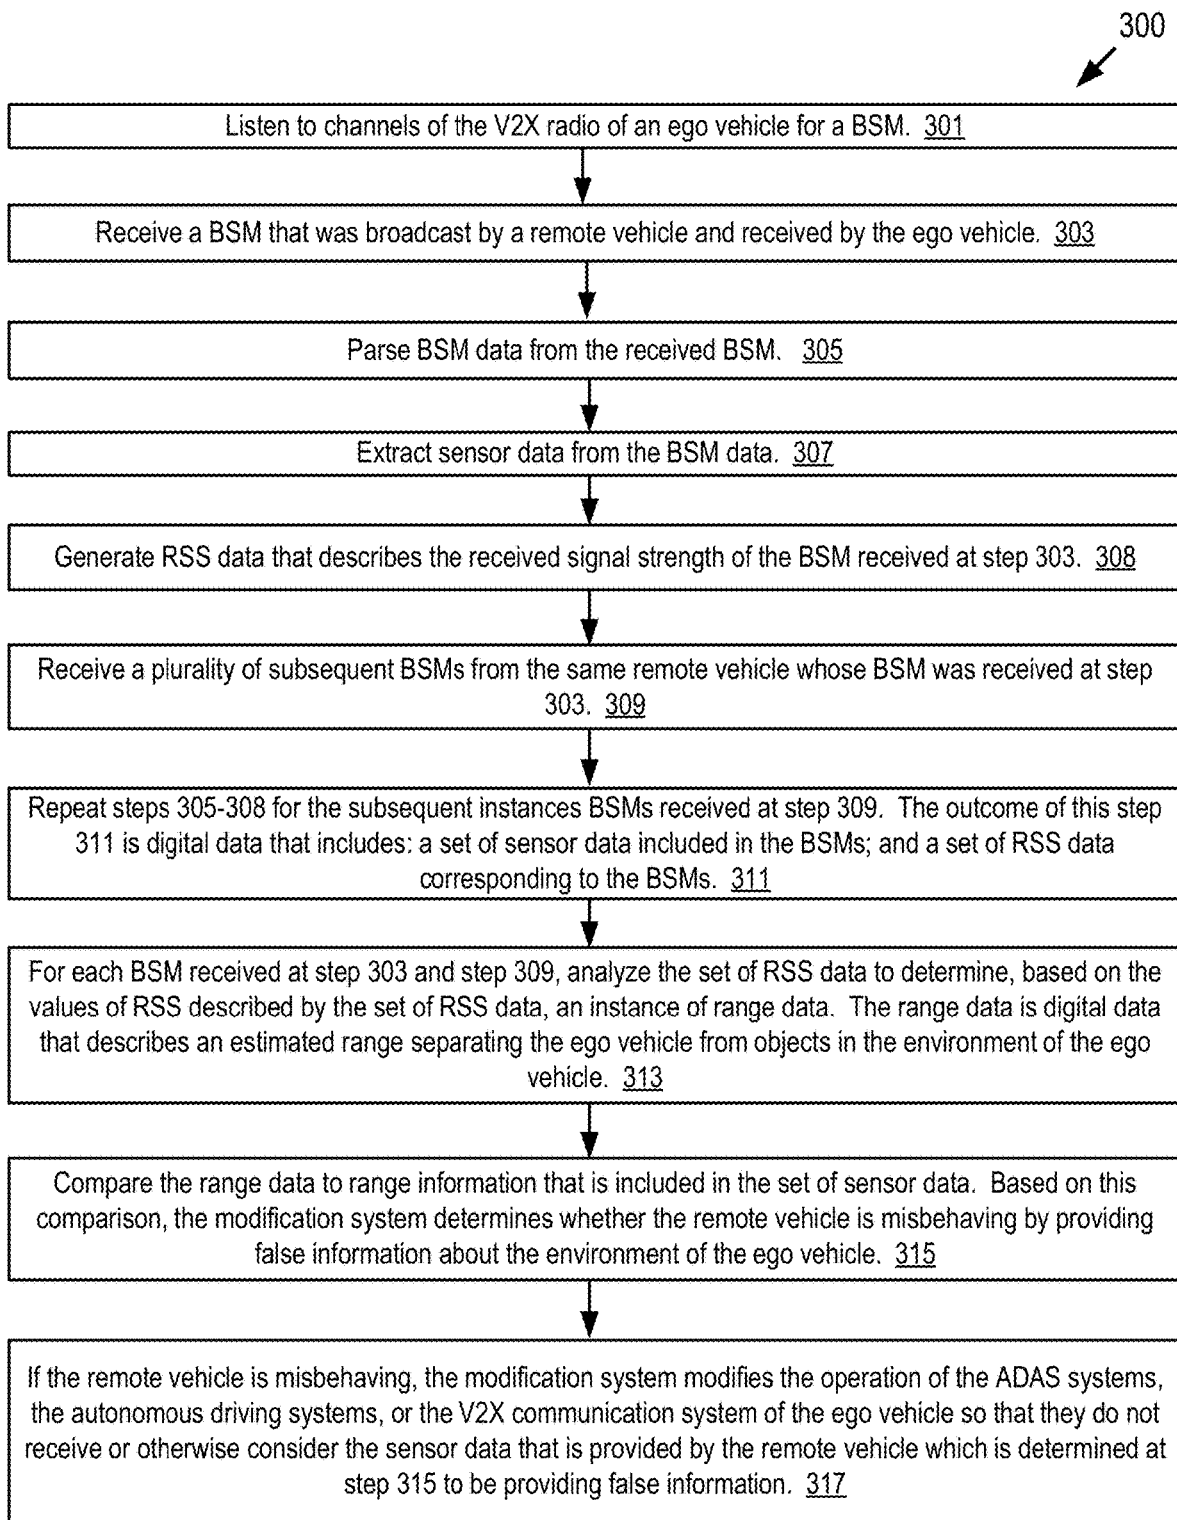 300
Listen to channels of the V2X radio of an ego vehicle for a BSM. 301
Receive a BSM that was broadcast by a remote vehicle and received by the ego vehicle. 303
Parse BSM data from the received BSM. 305
Extract sensor data from the BSM data. 307
Generate RSS data that describes the received signal strength of the BSM received at step 303. 308
Receive a plurality of subsequent BSMs from the same remote vehicle whose BSM was received at step
303. 309
Repeat steps 305-308 for the subsequent instances BSMs received at step 309. The outcome of this step
311 is digital data that includes: a set of sensor data included in the BSMs; and a set of RSS data
corresponding to the BSMs. 311
For each BSM received at step 303 and step 309, analyze the set of RSS data to determine, based on the
values of RSS described by the set of RSS data, an instance of range data. The range data is digital data
that describes an estimated range separating the ego vehicle from objects in the environment of the ego
vehicle. 313
Compare the range data to range information that is included in the set of sensor data. Based on this
comparison, the modification system determines whether the remote vehicle is misbehaving by providing
false information about the environment of the ego vehicle. 315
If the remote vehicle is misbehaving, the modification system modifies the operation of the ADAS systems,
the autonomous driving systems, or the V2X communication system of the ego vehicle so that they do not
receive or otherwise consider the sensor data that is provided by the remote vehicle which is determined at
step 315 to be providing false information. 317